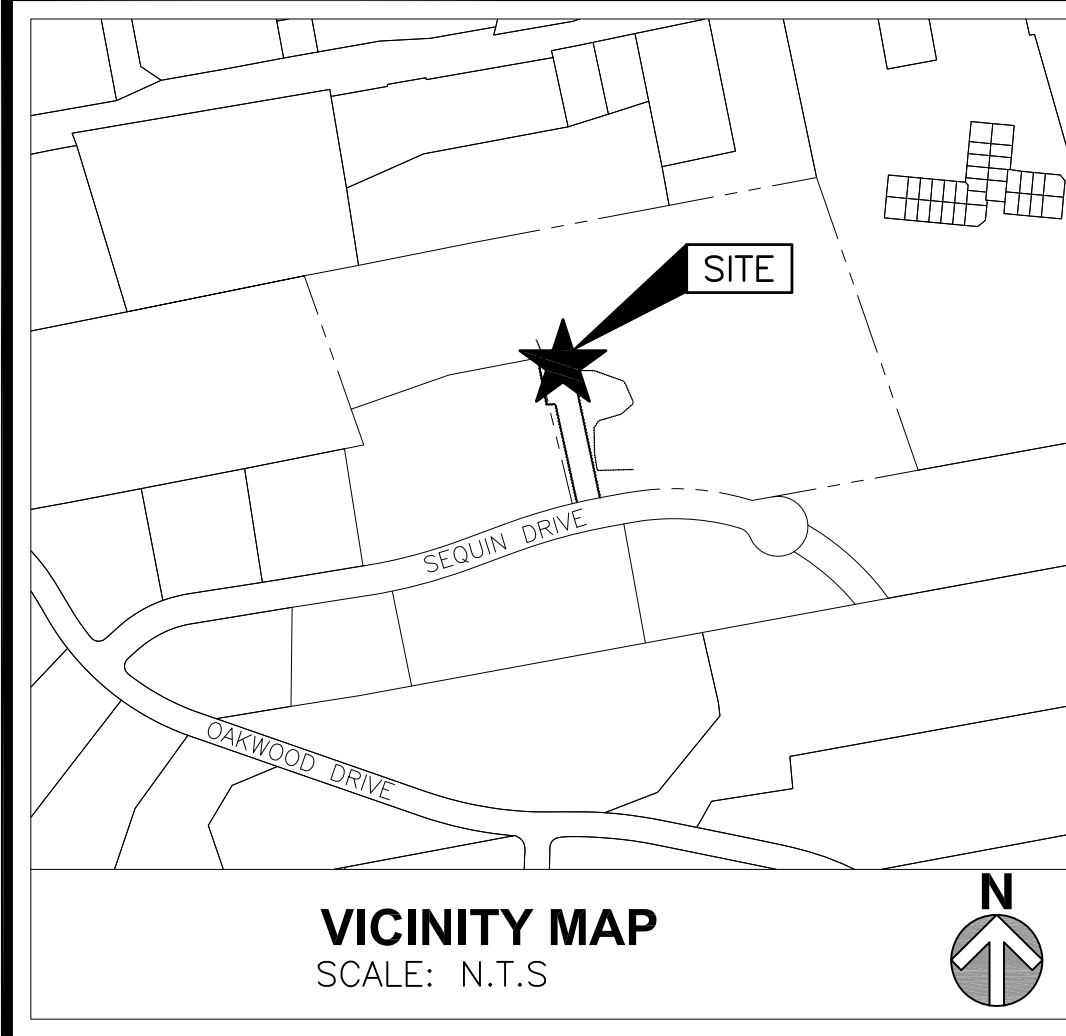 SITE
SEQUIN DRIVE
OAKWOOD DRIVE
VICINITY MAP
SCALE: N.T.S
N